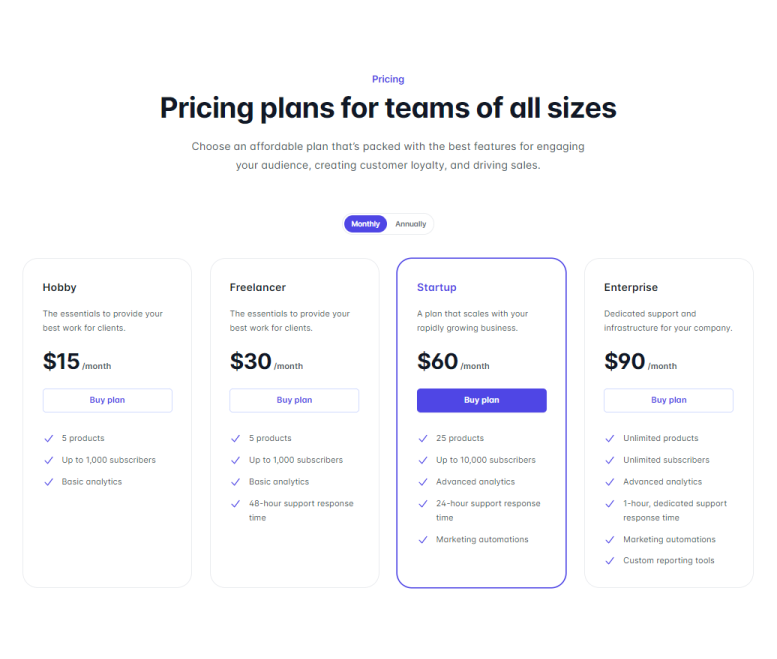 Pricing
Pricing plans for teams of all sizes
Choose an affordable plan that's packed with the best features for engaging
your audience, creating customer loyalty, and driving sales.
Monthly Annually
Hobby
The essentials to provide your
best work for clients.
$15 /month
Buy plan
5 products
Up to 1,000 subscribers
Basic analytics
Freelancer
The essentials to provide your
best work for clients.
$30 /month
Buy plan
5 products
Up to 1,000 subscribers
Basic analytics
48-hour support response
time
Startup
A plan that scales with your
rapidly growing business.
$60 /month
Buy plan
25 products
Up to 10,000 subscribers
Advanced analytics
24-hour support response
time
Marketing automations
Enterprise
Dedicated support and
infrastructure for your company.
$90 /month
Buy plan
Unlimited products
Unlimited subscribers
Advanced analytics
1-hour, dedicated support
response time
Marketing automations
Custom reporting tools